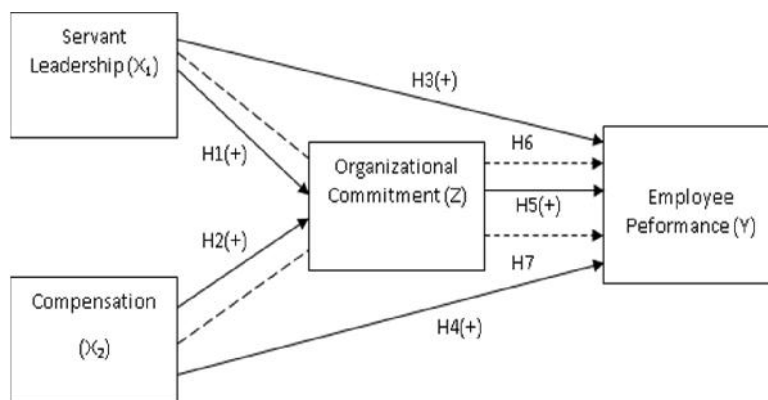 Servant
Leadership (X₁)
H3(+)
H1(+)
H6
Organizational
Commitment (Z)
H5(+)
Employee
Peformance (Y)
H2(+)
H7
Compensation
(X₂)
H4(+)